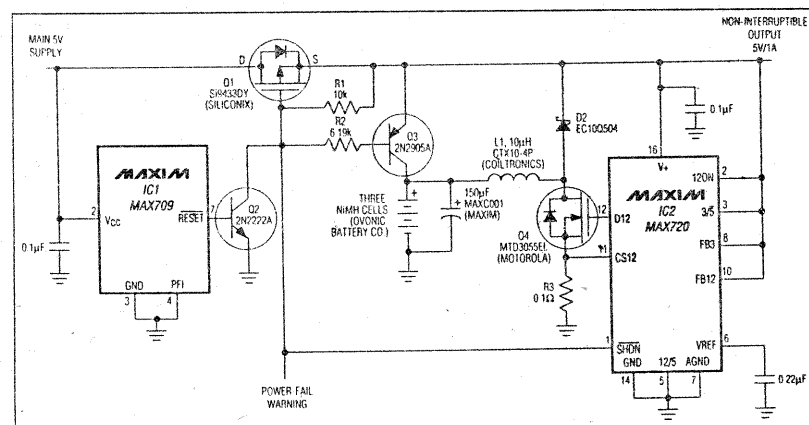 NON-INTERRUPTIBLE
OUTPUT
5V/1A
MAIN 5V
SUPPLY
D
S
Q1
Si9433DY
(SILICONIX)
R1
10k
R2
6.19k
Q3
2N2905A
L1, 10µH
CTX10-4P
(COILTRONICS)
D2
EC10QS04
0.1µF
16
V+
MAXIM
IC1
MAX709
2
VCC
RESET
7
Q2
2N2222A
0.1µF
GND
PFI
3
4
THREE
NiMH CELLS
(OVONIC
BATTERY CO.)
+
150µF
MAXC001
(MAXIM)
+
Q4
MTD3055EL
(MOTOROLA)
R3
0.1Ω
MAXIM
IC2
MAX720
12
D12
CS12
12ON
2
3/5
3
FB3
8
FB12
10
VREF
6
0.22µF
1
SHDN
GND
12/5
AGND
14
5
7
POWER FAIL
WARNING